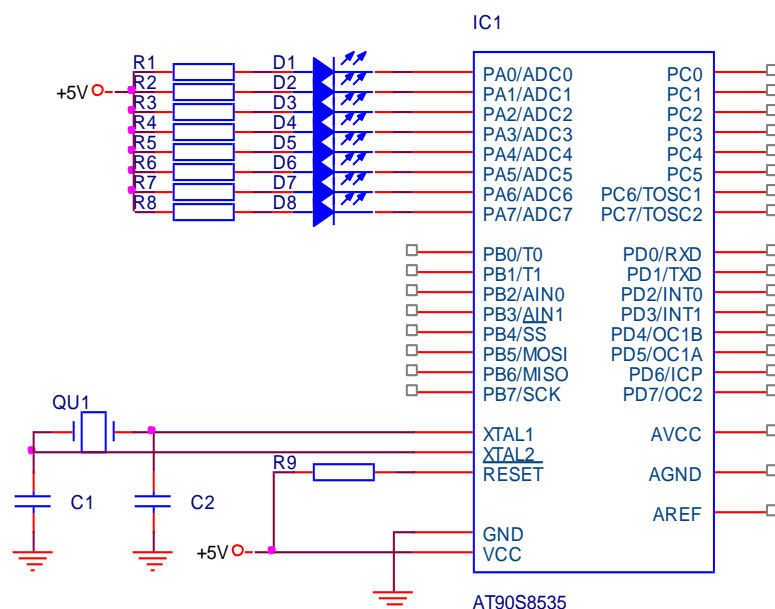 IC1
R1 D1 PA0/ADC0 PC0
+5V R2 D2 PA1/ADC1 PC1
R3 D3 PA2/ADC2 PC2
R4 D4 PA3/ADC3 PC3
R5 D5 PA4/ADC4 PC4
R6 D6 PA5/ADC5 PC5
R7 D7 PA6/ADC6 PC6/TOSC1
R8 D8 PA7/ADC7 PC7/TOSC2
PB0/T0 PD0/RXD
PB1/T1 PD1/TXD
PB2/AIN0 PD2/INT0
PB3/AIN1 PD3/INT1
PB4/SS PD4/OC1B
PB5/MOSI PD5/OC1A
PB6/MISO PD6/ICP
PB7/SCK PD7/OC2
QU1
XTAL1 AVCC
XTAL2
R9 RESET AGND
C1 C2
AREF
GND
+5V VCC
AT90S8535